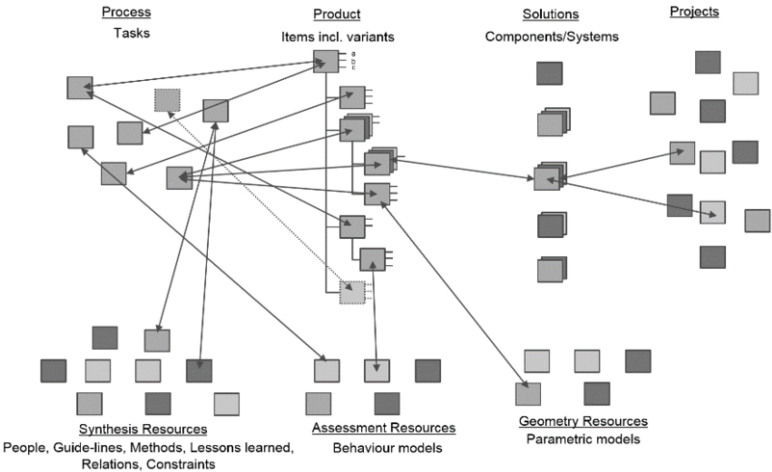 Process
Tasks
Product
Items incl. variants
Solutions
Components/Systems
Projects
a
b
c
Synthesis Resources
People, Guide-lines, Methods, Lessons learned,
Relations, Constraints
Assessment Resources
Behaviour models
Geometry Resources
Parametric models